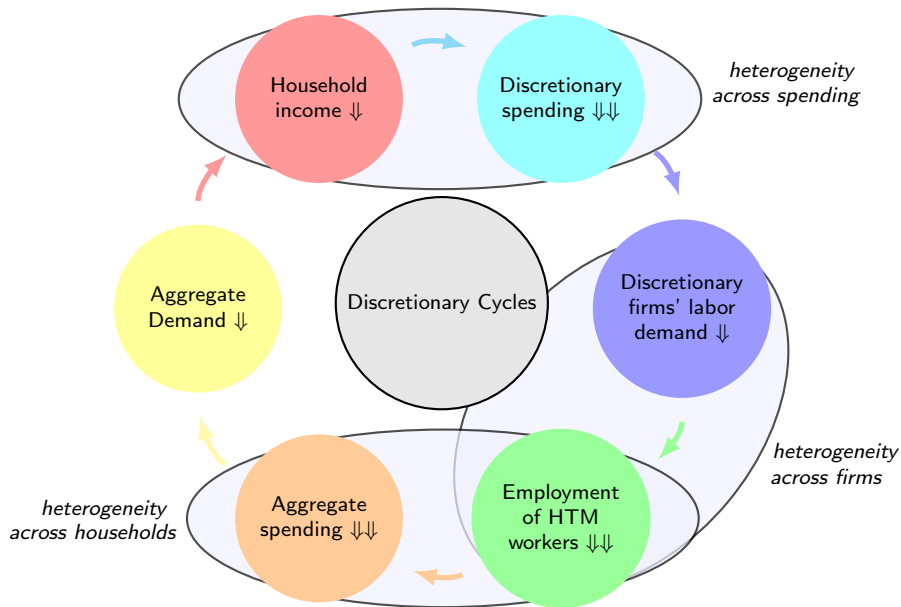 Household
income ⇓
Discretionary
spending ⇓⇓
heterogeneity
across spending
Aggregate
Demand ⇓
Discretionary Cycles
Discretionary
firms' labor
demand ⇓
heterogeneity
across firms
Employment
of HTM
workers ⇓⇓
Aggregate
spending ⇓⇓
heterogeneity
across households